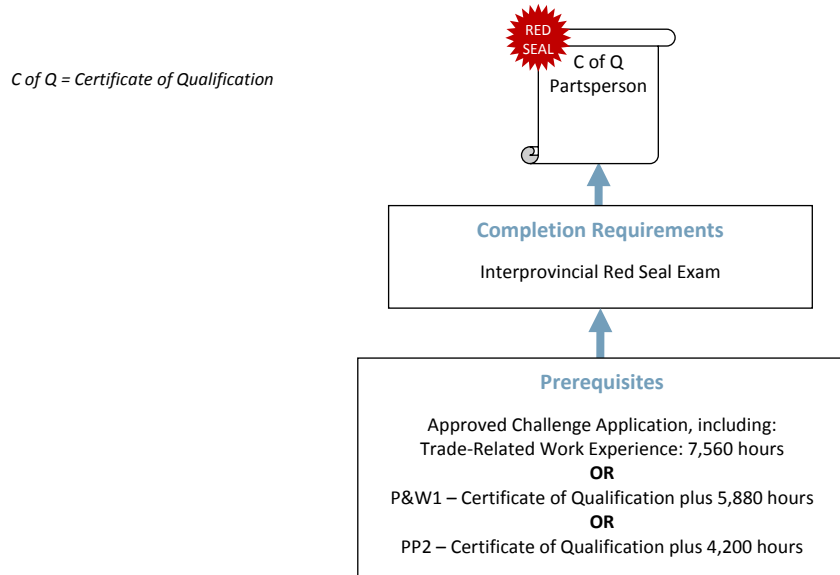 RED
SEAL
C of Q
Partsperson
C of Q = Certificate of Qualification
Completion Requirements
Interprovincial Red Seal Exam
Prerequisites
Approved Challenge Application, including:
Trade-Related Work Experience: 7,560 hours
OR
P&W1 – Certificate of Qualification plus 5,880 hours
OR
PP2 – Certificate of Qualification plus 4,200 hours